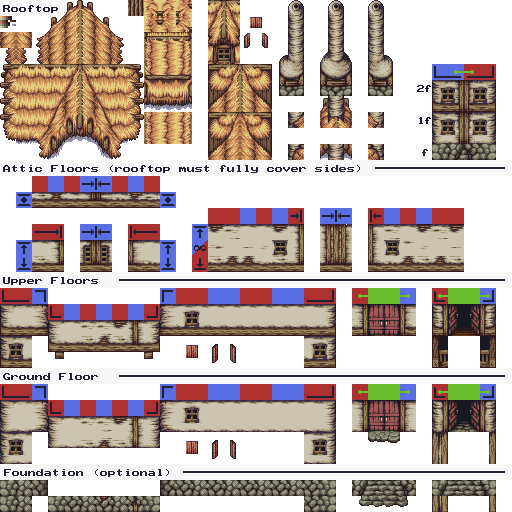 Rooftop
2f
1f
f
Attic Floors (rooftop must fully cover sides)
Upper Floors
Ground Floor
Foundation (optional)